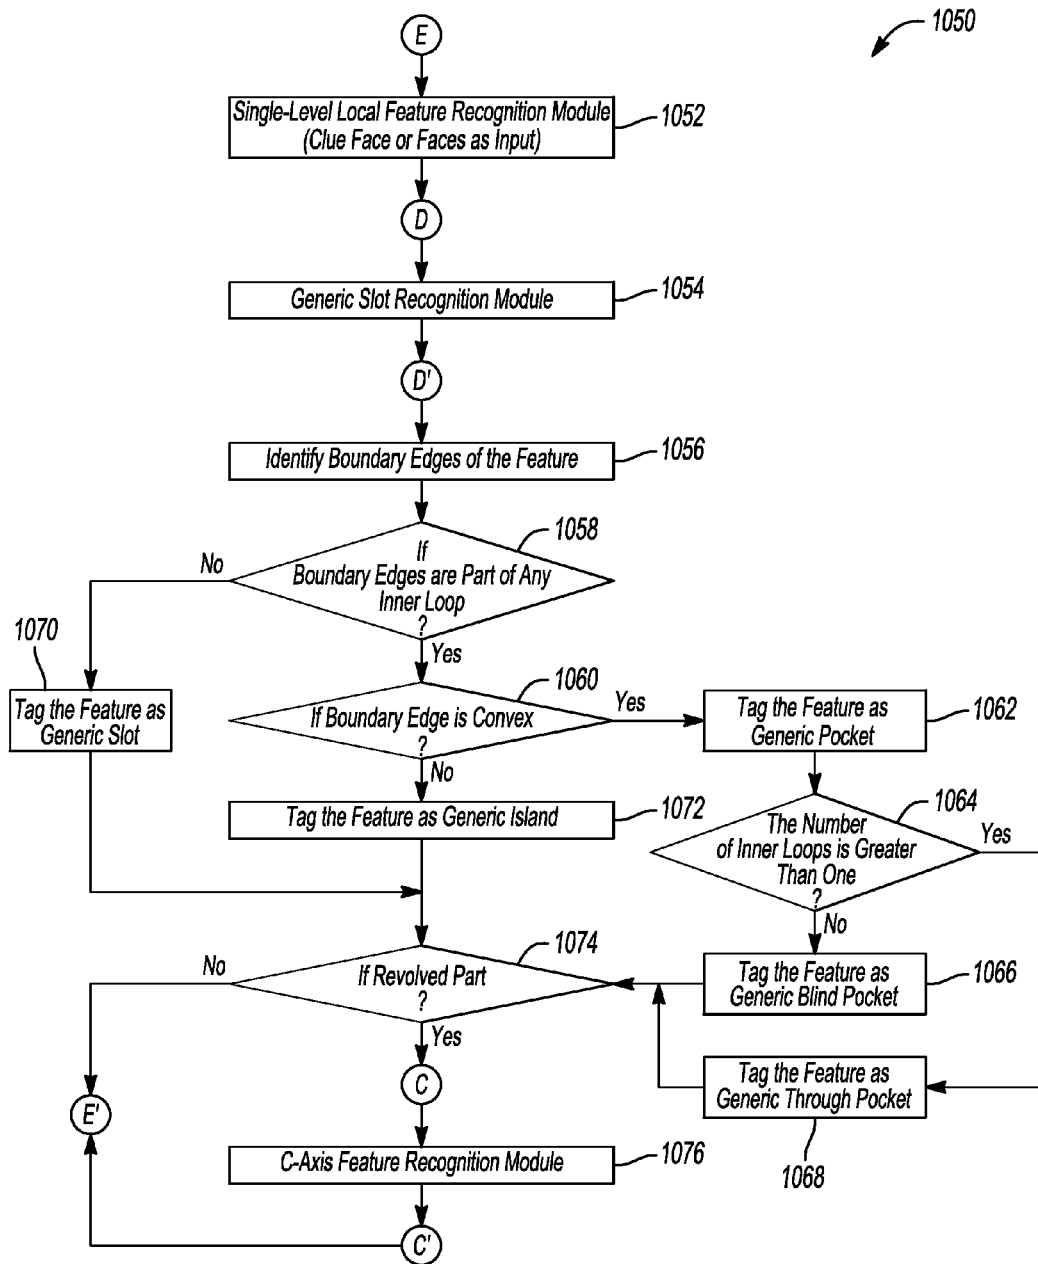 1050
E
Single-Level Local Feature Recognition Module
(Clue Face or Faces as Input)
1052
D
Generic Slot Recognition Module
1054
D'
Identify Boundary Edges of the Feature
1056
1058
If
Boundary Edges are Part of Any
Inner Loop
?
No
Yes
1070
Tag the Feature as
Generic Slot
1060
If Boundary Edge is Convex
?
Yes
No
Tag the Feature as
Generic Pocket
1062
1064
The Number
of Inner Loops is Greater
Than One
?
Yes
No
Tag the Feature as Generic Island
1072
1074
If Revolved Part
?
No
Yes
Tag the Feature as
Generic Blind Pocket
1066
Tag the Feature as
Generic Through Pocket
1068
C
E'
C-Axis Feature Recognition Module
1076
C'